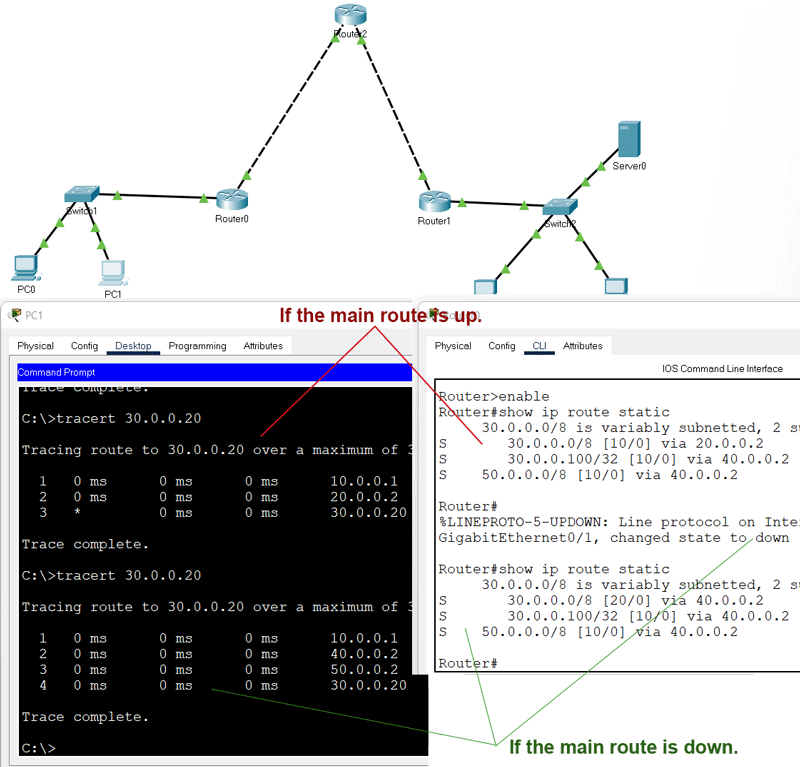 Router2
Server0
Switch1
Router0
Router1
Switch2
PC0
PC1
If the main route is up.
PC1
Physical Config Desktop Programming Attributes
Command Prompt
Trace complete.
C:\>tracert 30.0.0.20
Tracing route to 30.0.0.20 over a maximum of 3
1 0 ms 0 ms 0 ms 10.0.0.1
2 0 ms 0 ms 0 ms 20.0.0.2
3 * 0 ms 0 ms 30.0.0.20
Trace complete.
C:\>tracert 30.0.0.20
Tracing route to 30.0.0.20 over a maximum of 3
1 0 ms 0 ms 0 ms 10.0.0.1
2 0 ms 0 ms 0 ms 40.0.0.2
3 0 ms 0 ms 0 ms 50.0.0.2
4 0 ms 0 ms 0 ms 30.0.0.20
Trace complete.
C:\>
Physical Config CLI Attributes
IOS Command Line Interface
Router>enable
Router#show ip route static
30.0.0.0/8 is variably subnetted, 2 su
S 30.0.0.0/8 [10/0] via 20.0.0.2
S 30.0.0.100/32 [10/0] via 40.0.0.2
S 50.0.0.0/8 [10/0] via 40.0.0.2
Router#
%LINEPROTO-5-UPDOWN: Line protocol on Inte
GigabitEthernet0/1, changed state to down
Router#show ip route static
30.0.0.0/8 is variably subnetted, 2 su
S 30.0.0.0/8 [20/0] via 40.0.0.2
S 30.0.0.100/32 [10/0] via 40.0.0.2
S 50.0.0.0/8 [10/0] via 40.0.0.2
Router#
If the main route is down.